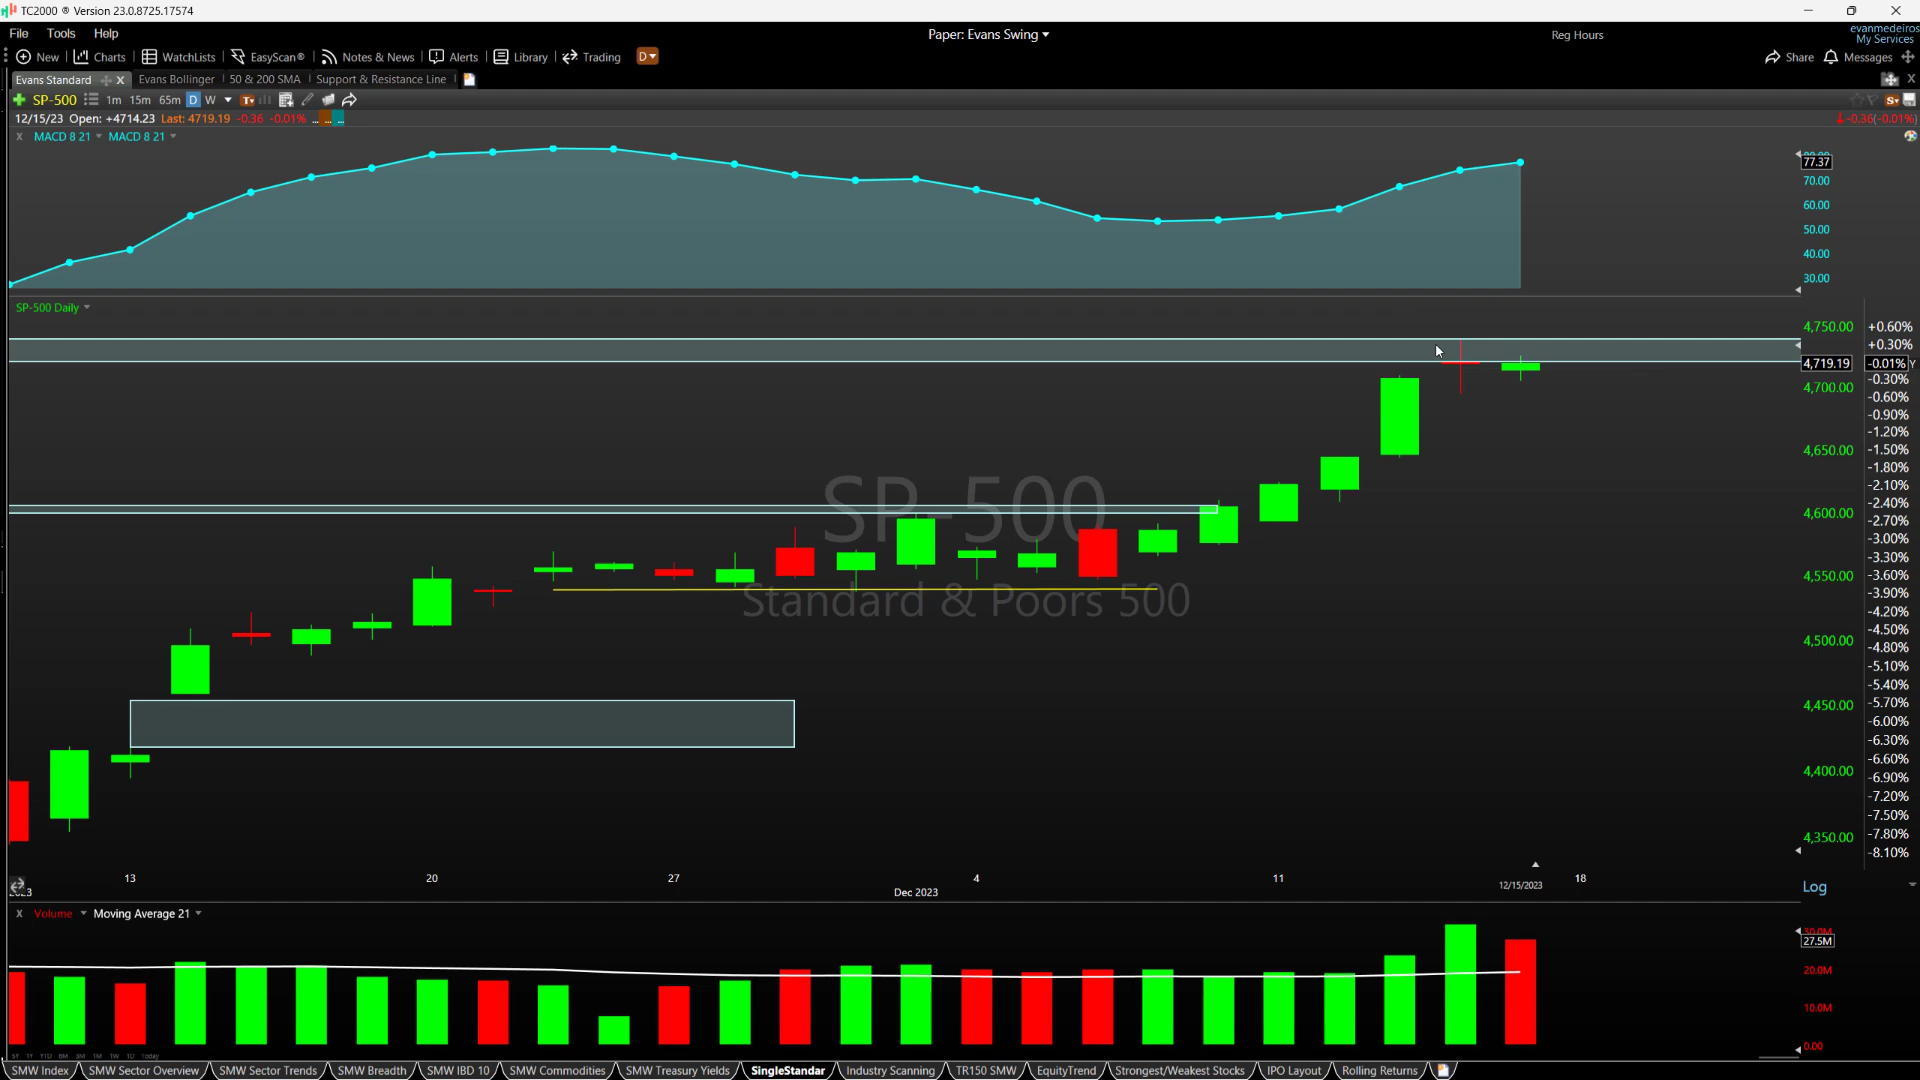 TC2000 ® Version 23.0.8725.17574
File Tools Help
Paper: Evans Swing
Reg Hours
evanmedeiros
My Services
New Charts WatchLists EasyScan® Notes & News Alerts Library Trading D
Share Messages
Evans Standard X Evans Bollinger 50 & 200 SMA Support & Resistance Line
SP-500 1m 15m 65m D W
12/15/23 Open: +4714.23 Last: 4719.19 -0.36 -0.01% ... ... ...
-0.36(-0.01%)
X MACD 8 21 MACD 8 21
77.37
70.00
60.00
50.00
40.00
30.00
SP-500 Daily
4,750.00 +0.60%
+0.30%
4,719.19 -0.01% Y
-0.30%
4,700.00
-0.60%
-0.90%
-1.20%
4,650.00 -1.50%
-1.80%
-2.10%
-2.40%
4,600.00
-2.70%
-3.00%
-3.30%
4,550.00 -3.60%
-3.90%
-4.20%
-4.50%
4,500.00
-4.80%
-5.10%
-5.40%
4,450.00 -5.70%
-6.00%
-6.30%
-6.60%
4,400.00
-6.90%
-7.20%
-7.50%
4,350.00 -7.80%
-8.10%
SP-500
Standard & Poors 500
13 20 27 4 11 18
Dec 2023
12/15/2023
Log
X Volume Moving Average 21
30.0M
27.5M
20.0M
10.0M
0.00
5Y 1Y YTD 6M 3M 1M 1W 1D Today
SMW Index SMW Sector Overview SMW Sector Trends SMW Breadth SMW IBD 10 SMW Commodities SMW Treasury Yields SingleStandar Industry Scanning TR150 SMW EquityTrend Strongest/Weakest Stocks IPO Layout Rolling Returns